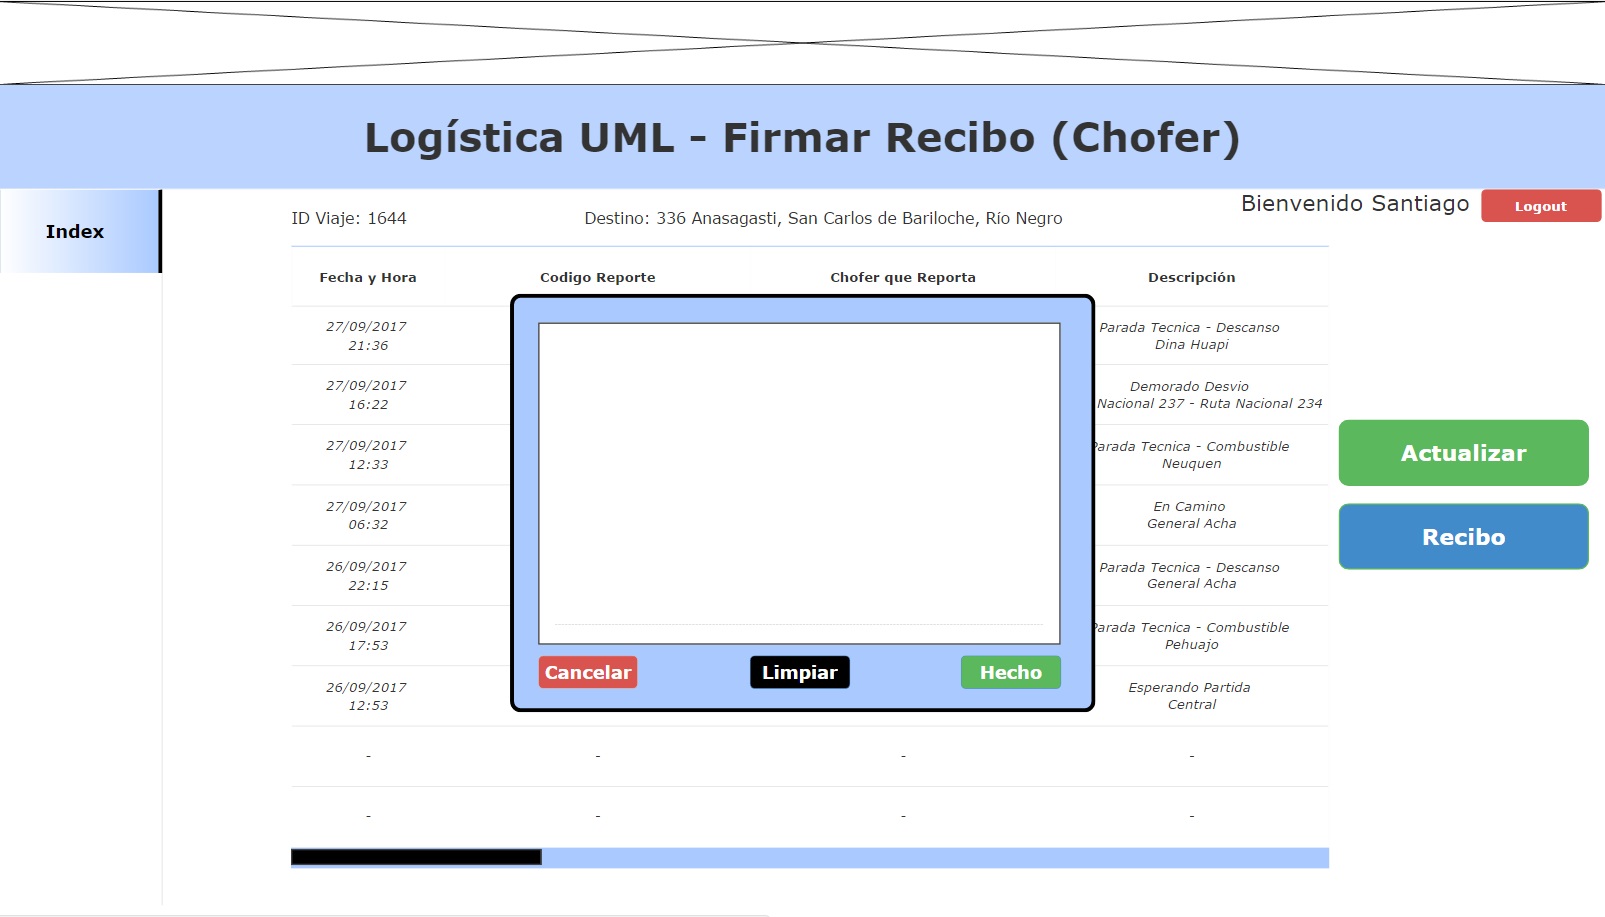 Logística UML - Firmar Recibo (Chofer)
Index
ID Viaje: 1644
Destino: 336 Anasagasti, San Carlos de Bariloche, Río Negro
Bienvenido Santiago
Logout
Fecha y Hora
Codigo Reporte
Chofer que Reporta
Descripción
27/09/2017
21:36
Parada Tecnica - Descanso
Dina Huapi
27/09/2017
16:22
Demorado Desvio
Nacional 237 - Ruta Nacional 234
27/09/2017
12:33
Parada Tecnica - Combustible
Neuquen
27/09/2017
06:32
En Camino
General Acha
26/09/2017
22:15
Parada Tecnica - Descanso
General Acha
26/09/2017
17:53
Parada Tecnica - Combustible
Pehuajo
26/09/2017
12:53
Esperando Partida
Central
- - - -
- - - -
Cancelar
Limpiar
Hecho
Actualizar
Recibo